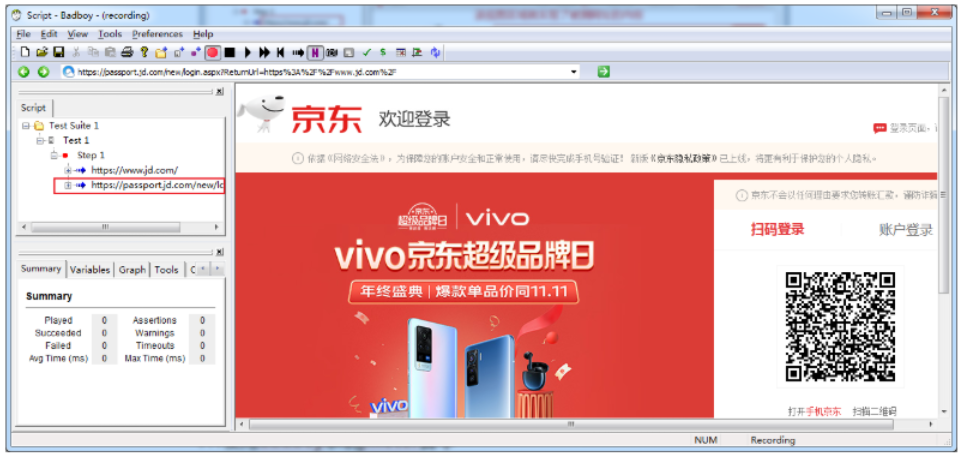 Script - Badboy - (recording)
File Edit View Tools Preferences Help
https://passport.jd.com/new/login.aspx?ReturnUrl=https%3A%2F%2Fwww.jd.com%2F
Script
Test Suite 1
Test 1
Step 1
https://www.jd.com/
https://passport.jd.com/new/lc
Summary Variables Graph Tools C
Summary
Played 0 Assertions 0
Succeeded 0 Warnings 0
Failed 0 Timeouts 0
Avg Time (ms) 0 Max Time (ms) 0
京东 欢迎登录
登录页面,
依据《网络安全法》,为保障您的账户安全和正常使用,请尽快完成手机号验证! 新版《京东隐私政策》已上线,将更有利于保护您的个人隐私。
京东不会以任何理由要求您转账汇款,谨防诈骗
扫码登录 账户登录
京东
超级品牌日 vivo
vivo京东超级品牌日
年终盛典 | 爆款单品价同11.11
vivo
打开手机京东 扫描二维码
NUM Recording